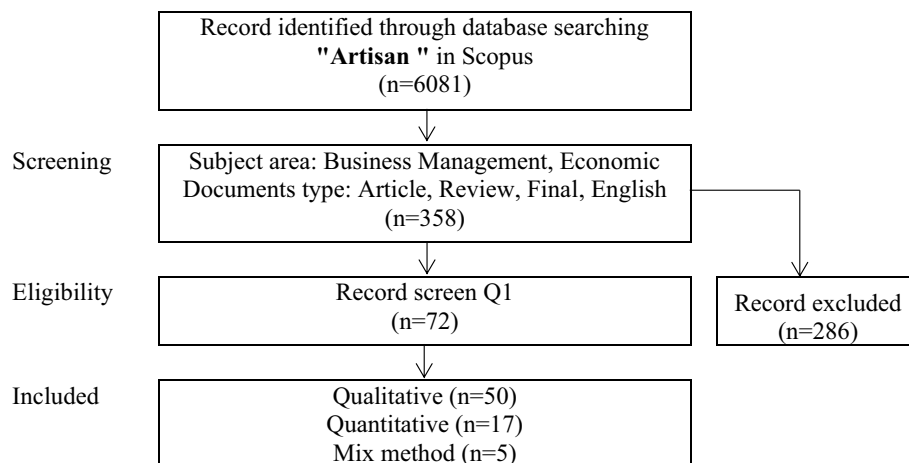 Record identified through database searching
"Artisan " in Scopus
(n=6081)
Screening
Subject area: Business Management, Economic
Documents type: Article, Review, Final, English
(n=358)
Eligibility
Record screen Q1
(n=72)
Record excluded
(n=286)
Included
Qualitative (n=50)
Quantitative (n=17)
Mix method (n=5)